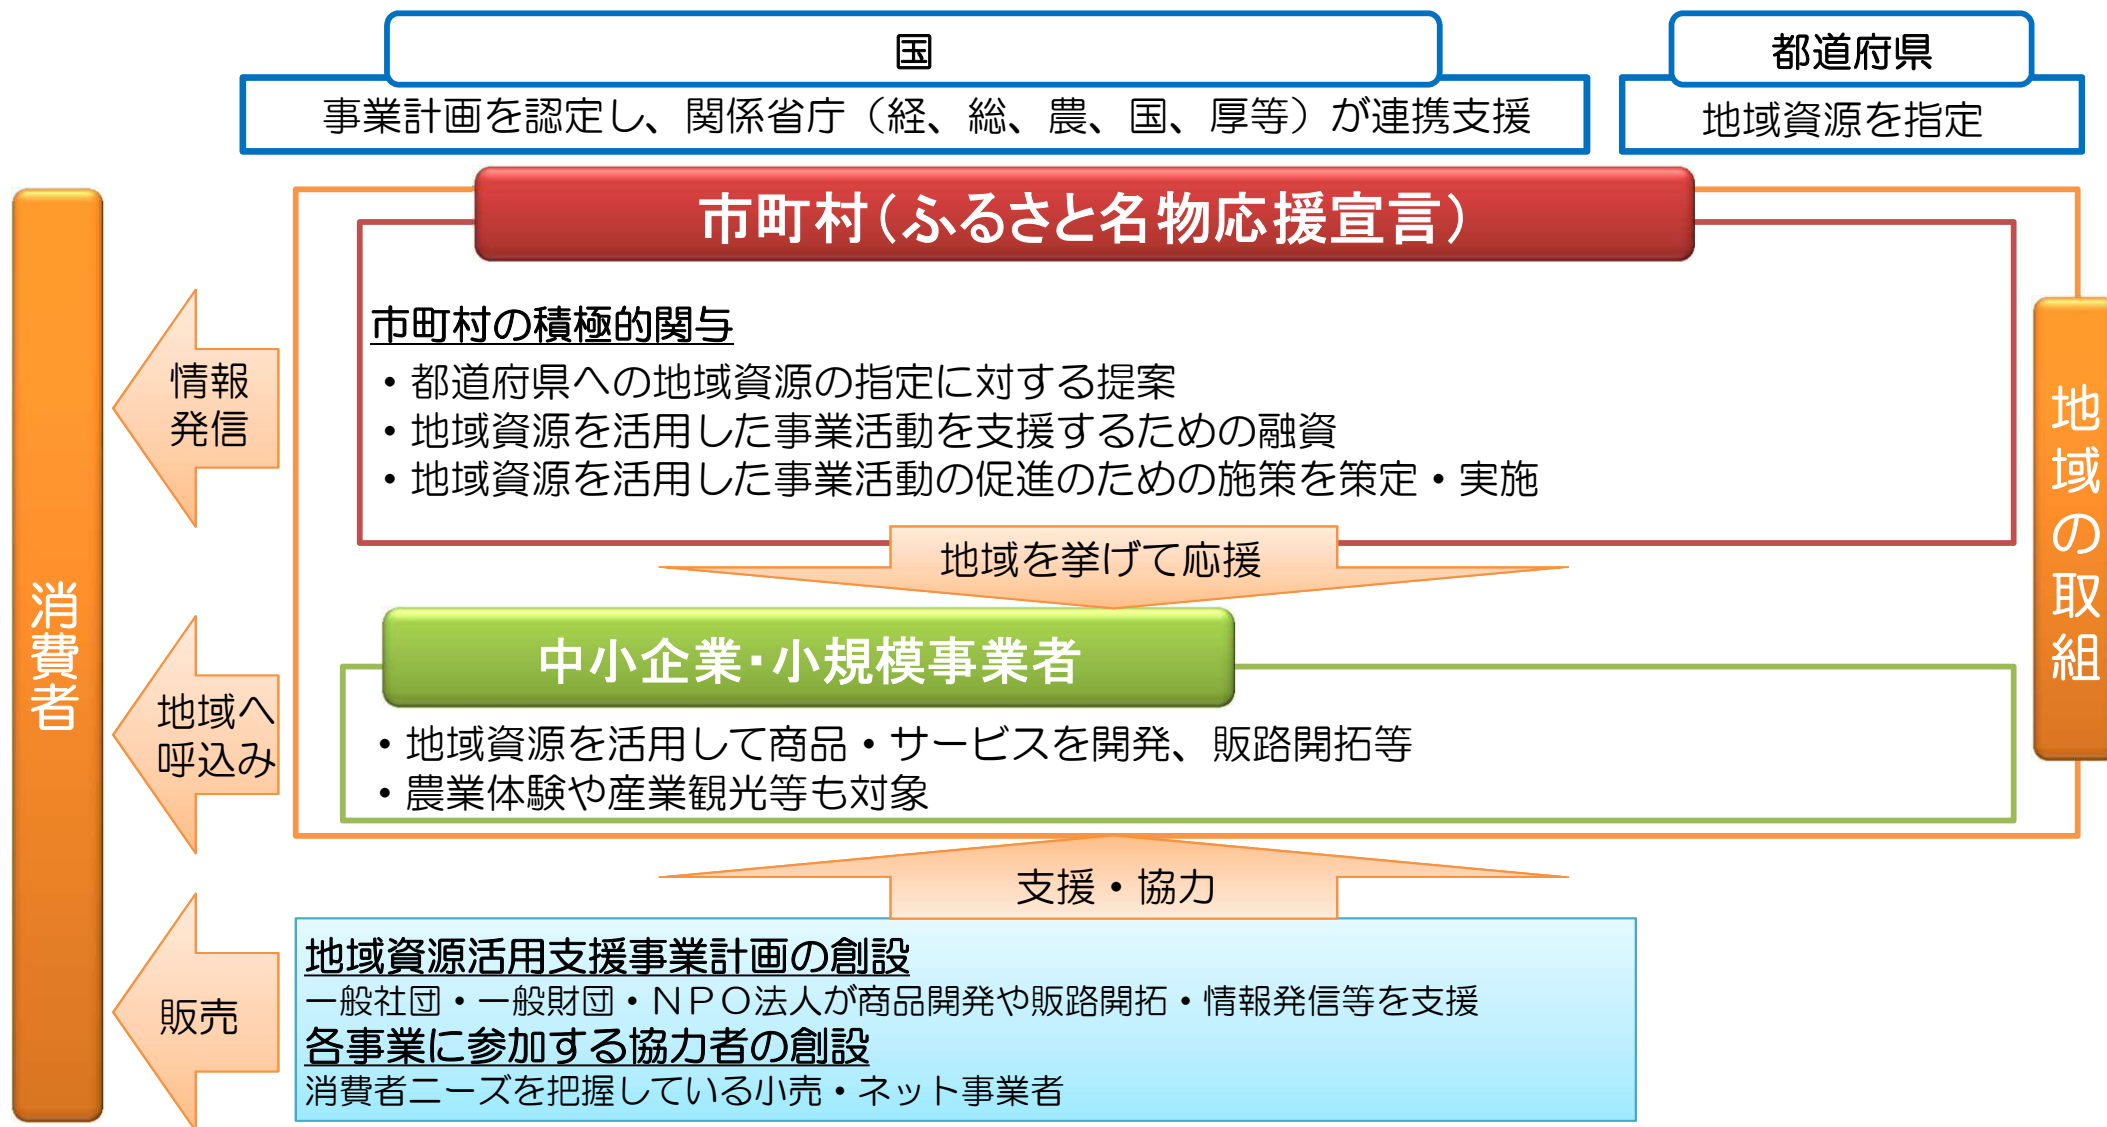 国
事業計画を認定し、関係省庁（経、総、農、国、厚等）が連携支援
都道府県
地域資源を指定
市町村（ふるさと名物応援宣言）
市町村の積極的関与
・都道府県への地域資源の指定に対する提案
・地域資源を活用した事業活動を支援するための融資
・地域資源を活用した事業活動の促進のための施策を策定・実施
地域を挙げて応援
中小企業・小規模事業者
・地域資源を活用して商品・サービスを開発、販路開拓等
・農業体験や産業観光等も対象
地域の取組
支援・協力
地域資源活用支援事業計画の創設
一般社団・一般財団・ＮＰＯ法人が商品開発や販路開拓・情報発信等を支援
各事業に参加する協力者の創設
消費者ニーズを把握している小売・ネット事業者
情報
発信
地域へ
呼込み
販売
消費者